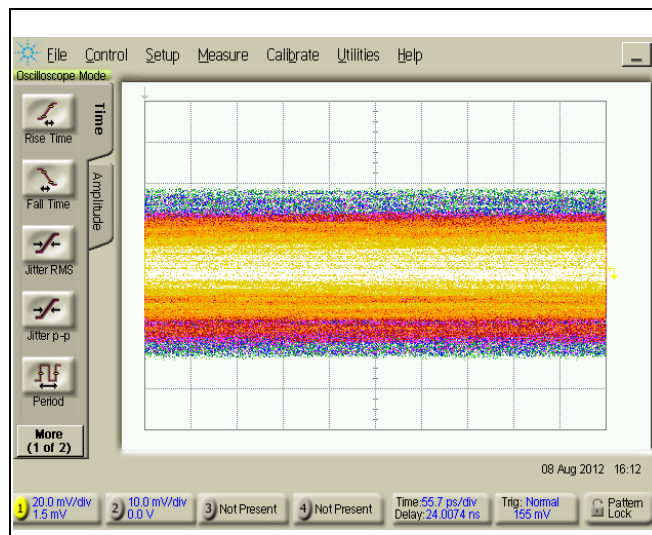 File Control Setup Measure Calibrate Utilities Help
Oscilloscope Mode
Time
Amplitude
Rise Time
Fall Time
Jitter RMS
Jitter p-p
Period
More
(1 of 2)
08 Aug 2012 16:12
1 20.0 mV/div
1.5 mV
2 10.0 mV/div
0.0 V
3 Not Present
4 Not Present
Time:55.7 ps/div
Delay:24.0074 ns
Trig: Normal
155 mV
Pattern
Lock